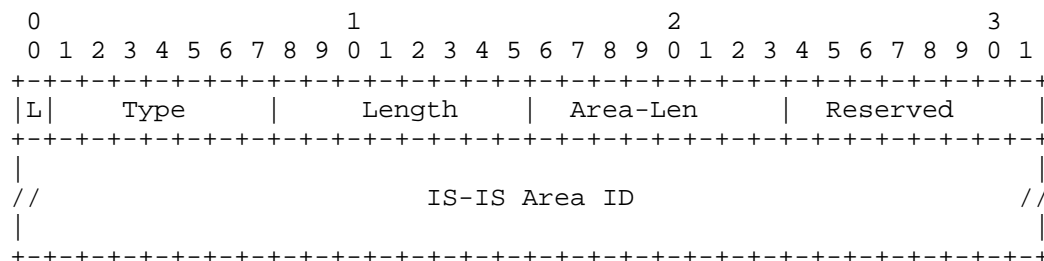 0                   1                   2                   3
 0 1 2 3 4 5 6 7 8 9 0 1 2 3 4 5 6 7 8 9 0 1 2 3 4 5 6 7 8 9 0 1
+-+-+-+-+-+-+-+-+-+-+-+-+-+-+-+-+-+-+-+-+-+-+-+-+-+-+-+-+-+-+-+-+
|L|    Type     |     Length    |  Area-Len     |  Reserved     |
+-+-+-+-+-+-+-+-+-+-+-+-+-+-+-+-+-+-+-+-+-+-+-+-+-+-+-+-+-+-+-+-+
|                                                               |
//                        IS-IS Area ID                        //
|                                                               |
+-+-+-+-+-+-+-+-+-+-+-+-+-+-+-+-+-+-+-+-+-+-+-+-+-+-+-+-+-+-+-+-+